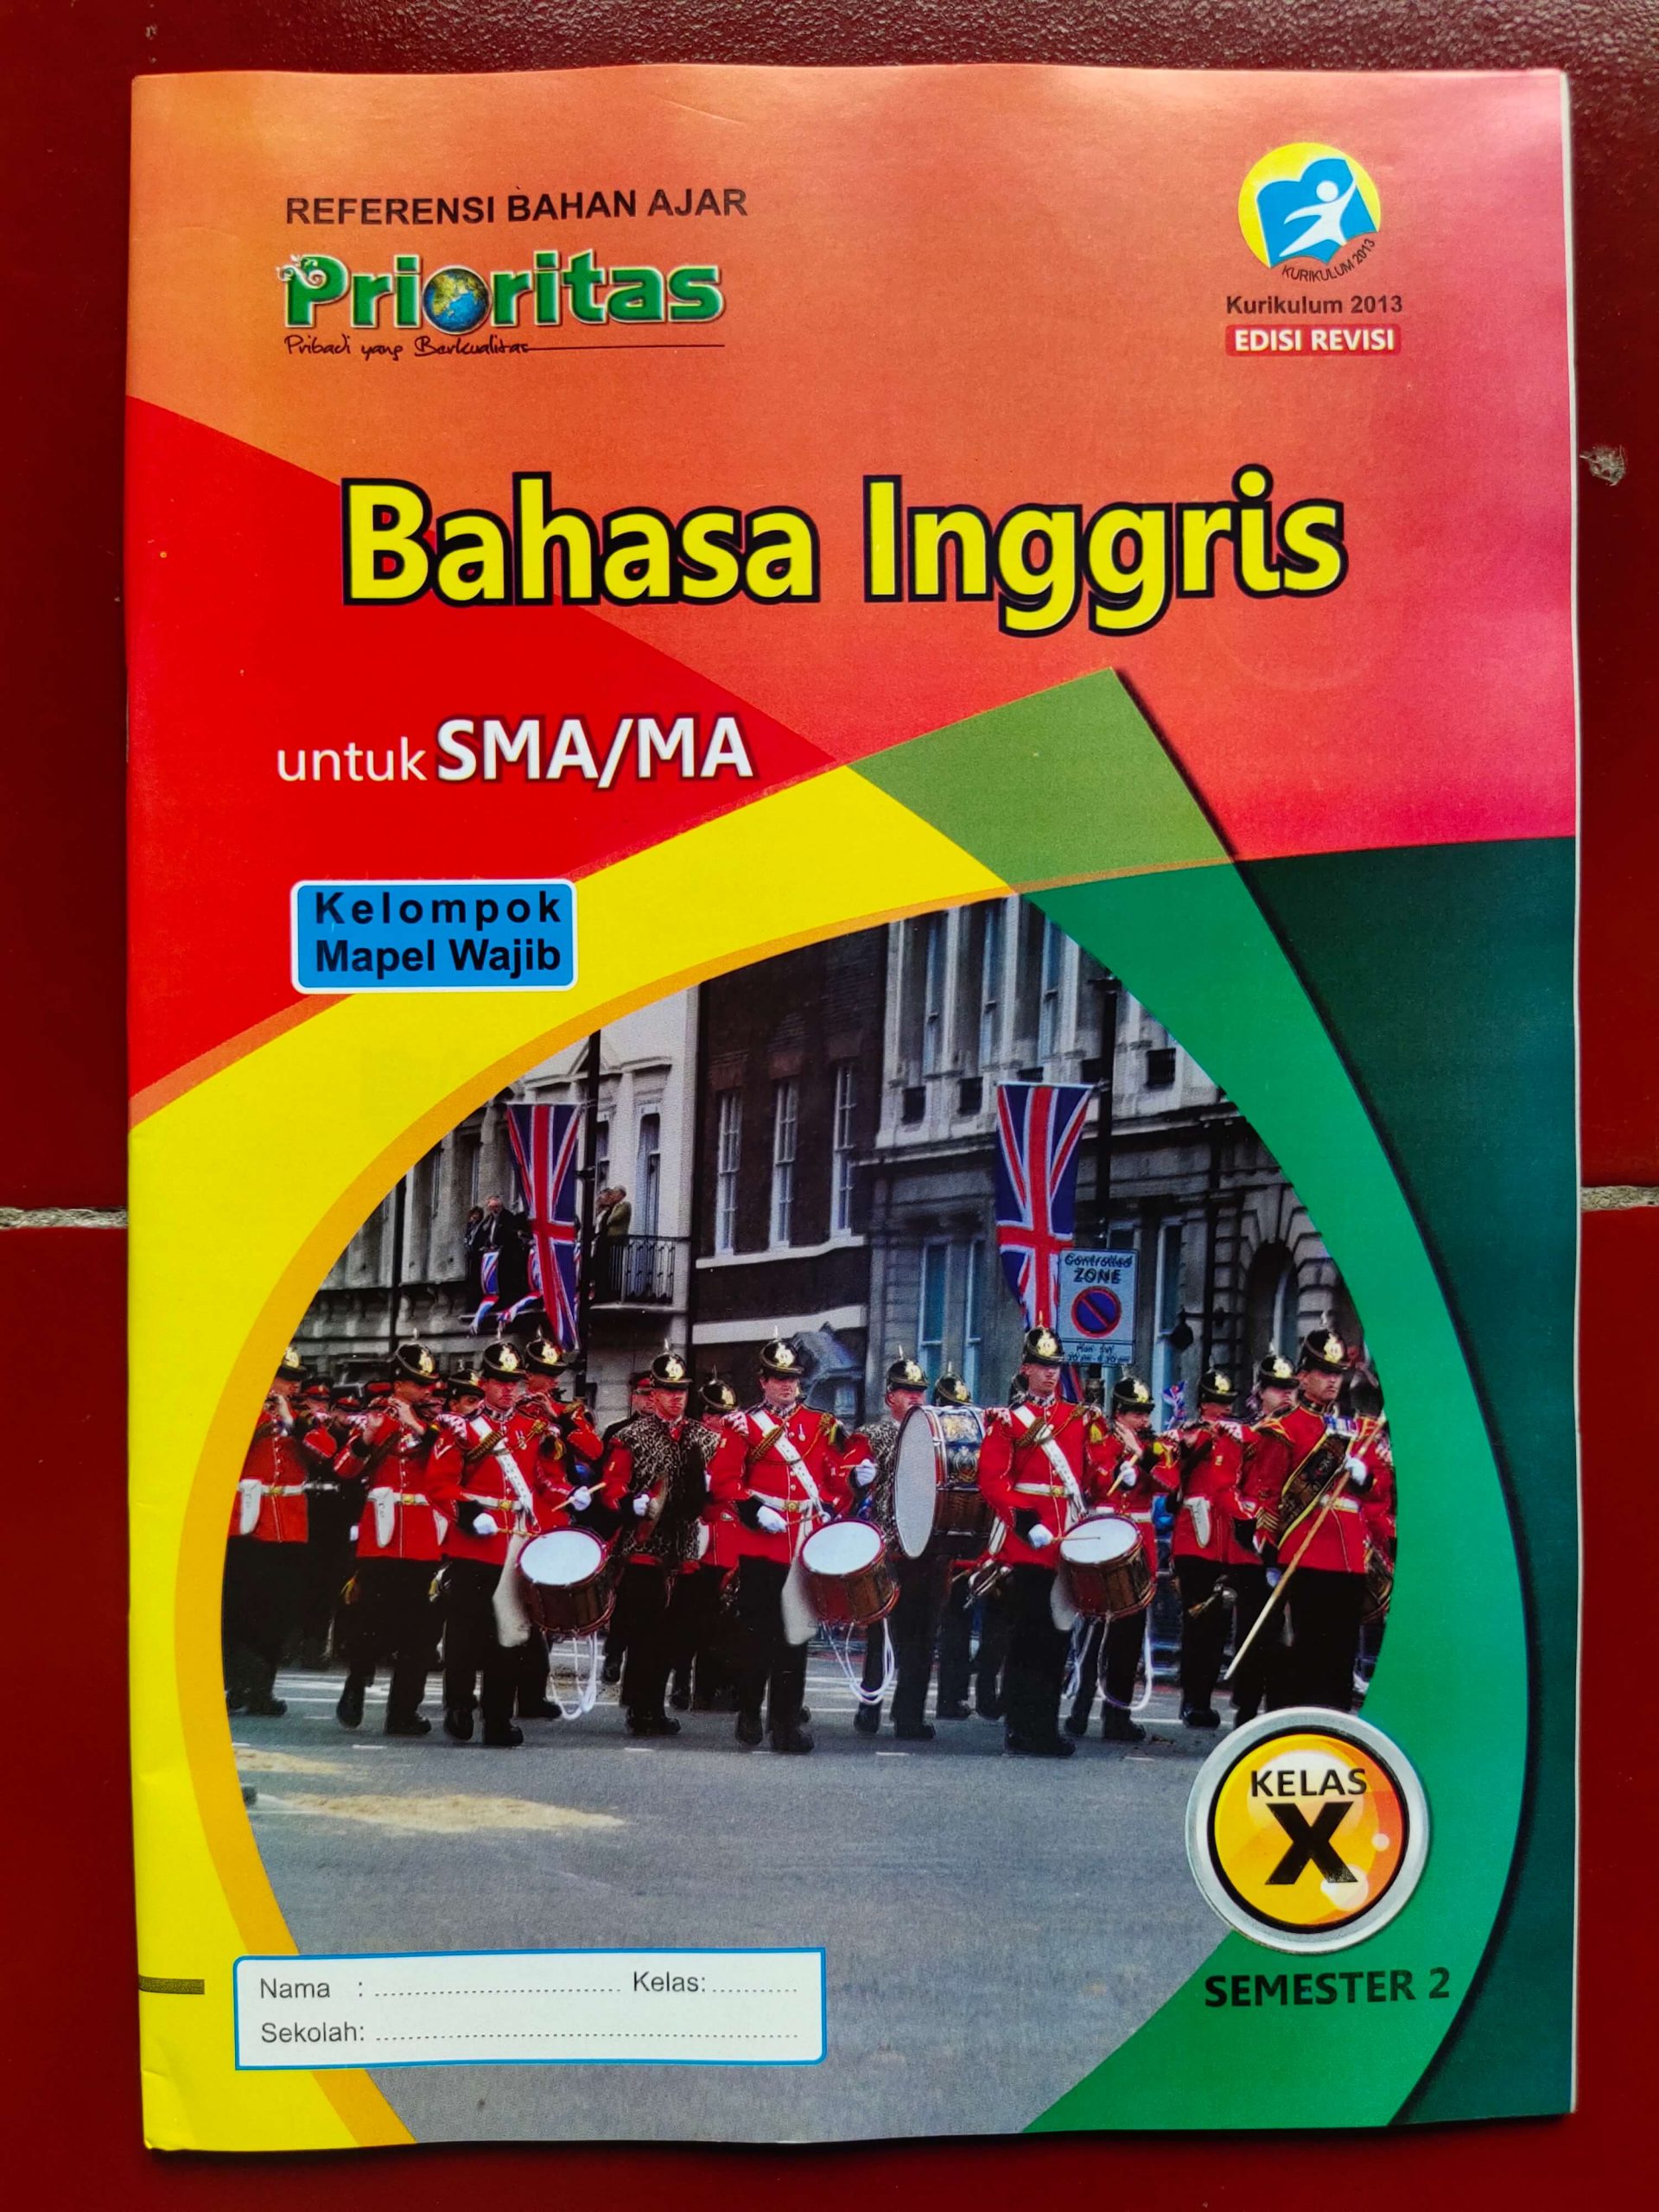 REFERENSI BAHAN AJAR
Prioritas
Pribadi yang Berkualitas
KURIKULUM 2013
Kurikulum 2013
EDISI REVISI
Bahasa Inggris
untuk SMA/MA
Kelompok
Mapel Wajib
Controlled
ZONE
KELAS
X
SEMESTER 2
Nama : .............................. Kelas: ...........
Sekolah: ....................................................